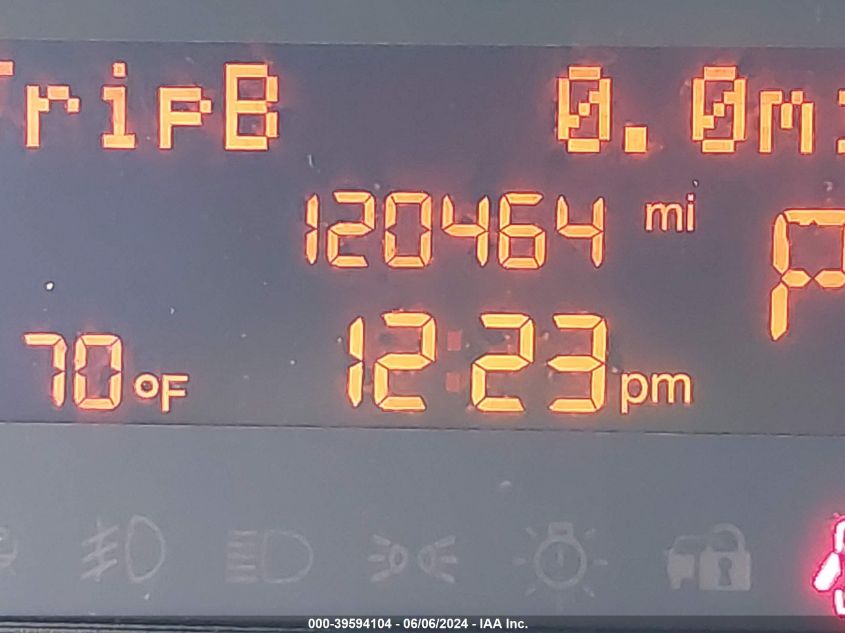 TripB 0.0mi
120464 mi
70°F 12:23 pm
P
000-39594104 - 06/06/2024 - IAA Inc.